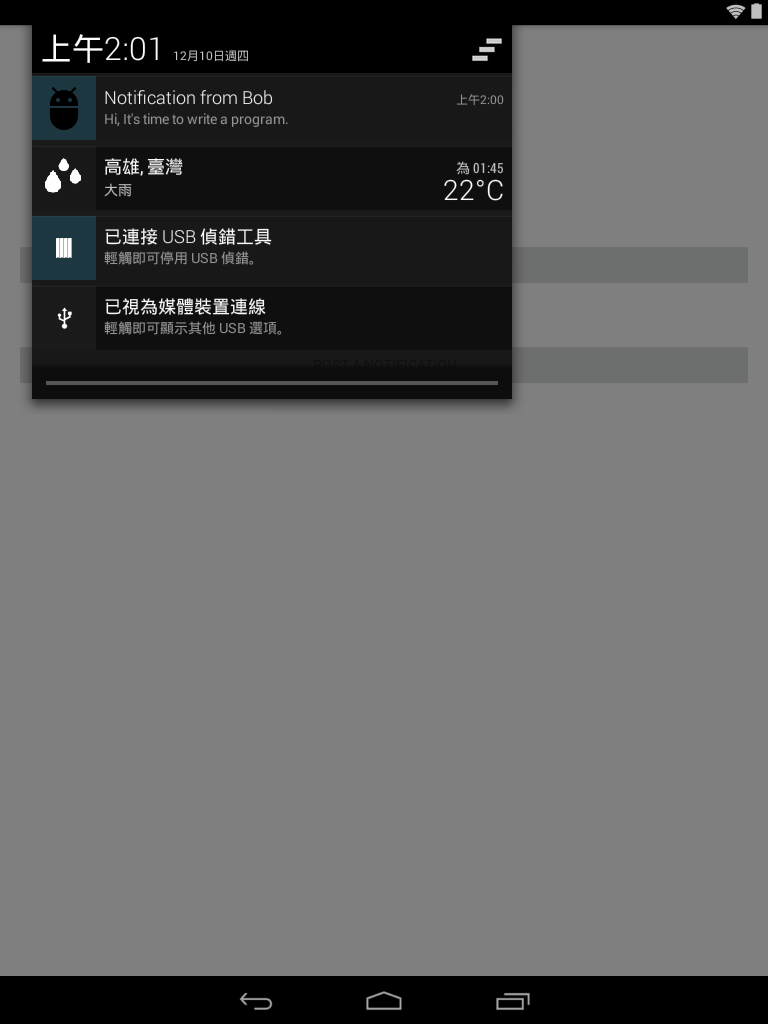 上午2:01 12月10日週四
Notification from Bob 上午2:00
Hi, It's time to write a program.
高雄, 臺灣 為 01:45
大雨 22°C
已連接 USB 偵錯工具
輕觸即可停用 USB 偵錯。
已視為媒體裝置連線
輕觸即可顯示其他 USB 選項。
POST A NOTIFICATION